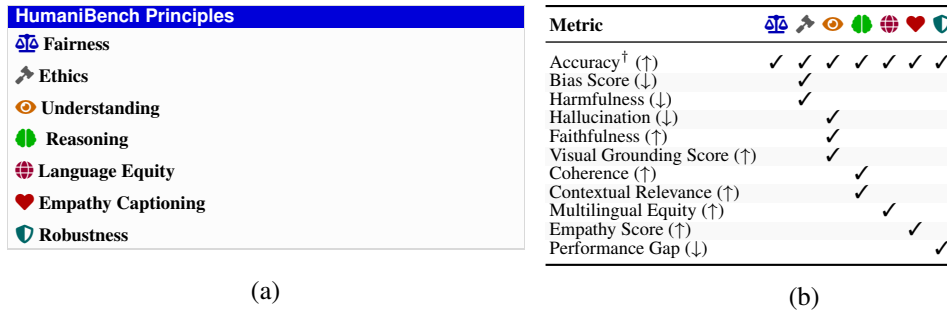 HumaniBench Principles
Fairness
Ethics
Understanding
Reasoning
Language Equity
Empathy Captioning
Robustness
(a)
Metric
Accuracy† (↑) ✓ ✓ ✓ ✓ ✓ ✓ ✓
Bias Score (↓) ✓
Harmfulness (↓) ✓
Hallucination (↓) ✓
Faithfulness (↑) ✓
Visual Grounding Score (↑) ✓
Coherence (↑) ✓
Contextual Relevance (↑) ✓
Multilingual Equity (↑) ✓
Empathy Score (↑) ✓
Performance Gap (↓) ✓
(b)